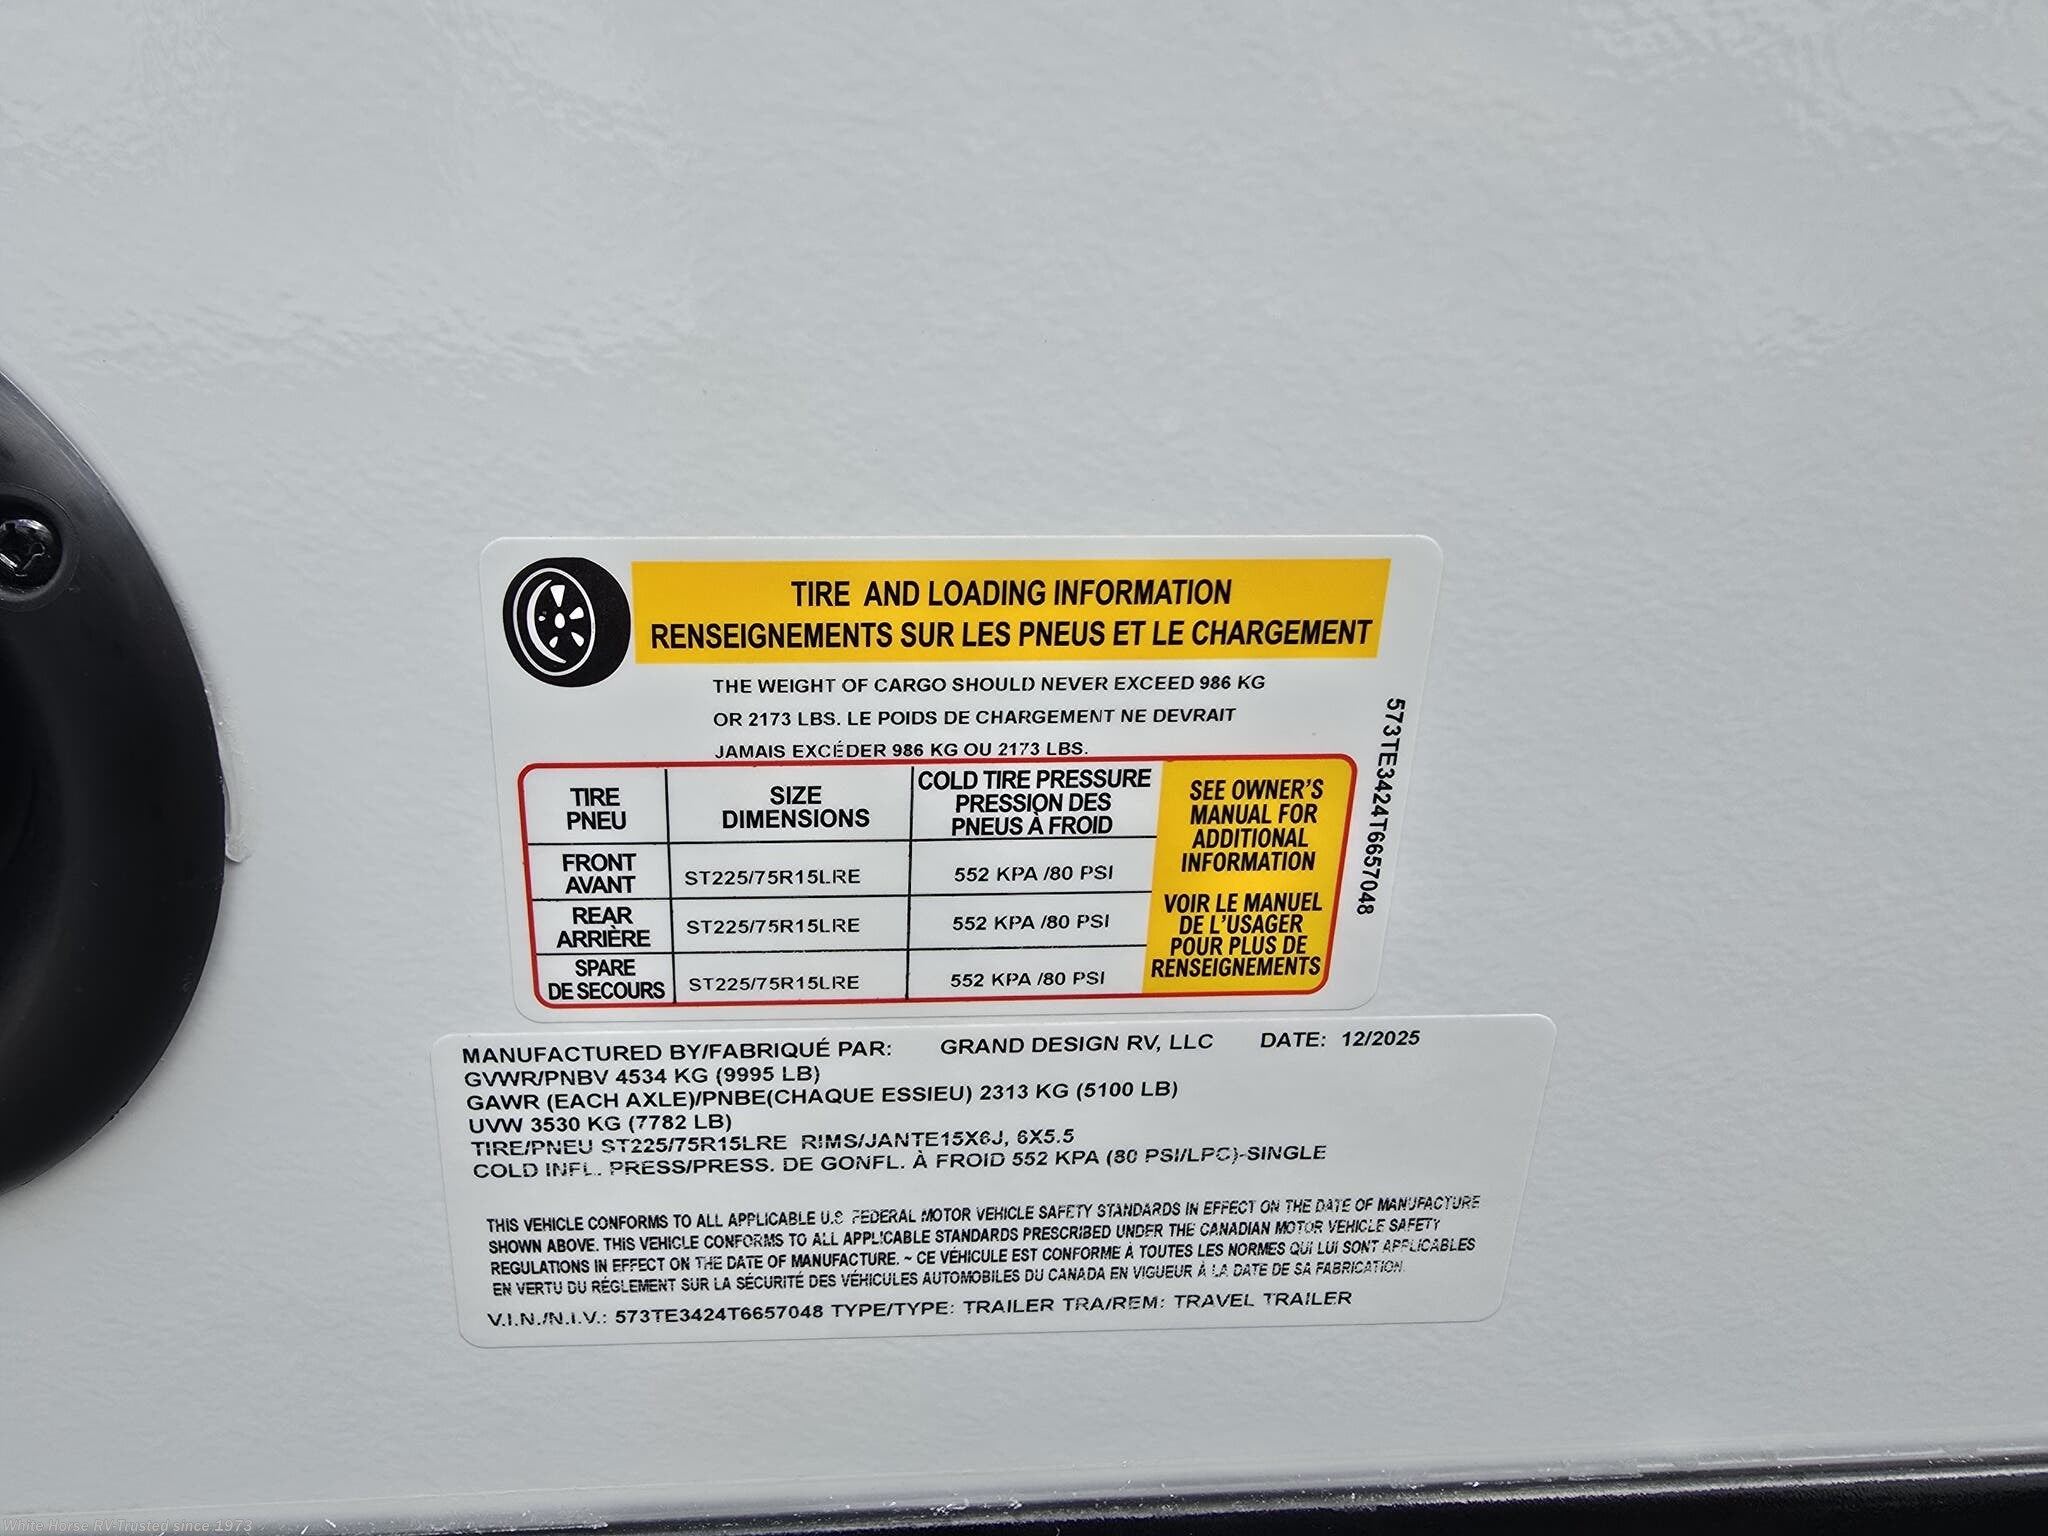 TIRE AND LOADING INFORMATION
RENSEIGNEMENTS SUR LES PNEUS ET LE CHARGEMENT
THE WEIGHT OF CARGO SHOULD NEVER EXCEED 986 KG
OR 2173 LBS. LE POIDS DE CHARGEMENT NE DEVRAIT
JAMAIS EXCÉDER 986 KG OU 2173 LBS.
TIRE
PNEU
SIZE
DIMENSIONS
COLD TIRE PRESSURE
PRESSION DES
PNEUS À FROID
FRONT
AVANT
ST225/75R15LRE
552 KPA /80 PSI
REAR
ARRIÈRE
ST225/75R15LRE
552 KPA /80 PSI
SPARE
DE SECOURS
ST225/75R15LRE
552 KPA /80 PSI
SEE OWNER'S
MANUAL FOR
ADDITIONAL
INFORMATION
VOIR LE MANUEL
DE L'USAGER
POUR PLUS DE
RENSEIGNEMENTS
573TE3424T6657048
MANUFACTURED BY/FABRIQUÉ PAR: GRAND DESIGN RV, LLC DATE: 12/2025
GVWR/PNBV 4534 KG (9995 LB)
GAWR (EACH AXLE)/PNBE(CHAQUE ESSIEU) 2313 KG (5100 LB)
UVW 3530 KG (7782 LB)
TIRE/PNEU ST225/75R15LRE RIMS/JANTE15X6J, 6X5.5
COLD INFL. PRESS/PRESS. DE GONFL. À FROID 552 KPA (80 PSI/LPC)-SINGLE
THIS VEHICLE CONFORMS TO ALL APPLICABLE U.S FEDERAL MOTOR VEHICLE SAFETY STANDARDS IN EFFECT ON THE DATE OF MANUFACTURE
SHOWN ABOVE. THIS VEHICLE CONFORMS TO ALL APPLICABLE STANDARDS PRESCRIBED UNDER THE CANADIAN MOTOR VEHICLE SAFETY
REGULATIONS IN EFFECT ON THE DATE OF MANUFACTURE. ~ CE VÉHICULE EST CONFORME À TOUTES LES NORMES QUI LUI SONT APPLICABLES
EN VERTU DU RÉGLEMENT SUR LA SÉCURITÉ DES VÉHICULES AUTOMOBILES DU CANADA EN VIGUEUR À LA DATE DE SA FABRICATION.
V.I.N./N.I.V.: 573TE3424T6657048 TYPE/TYPE: TRAILER TRA/REM: TRAVEL TRAILER
White Horse RV Trusted since 1973